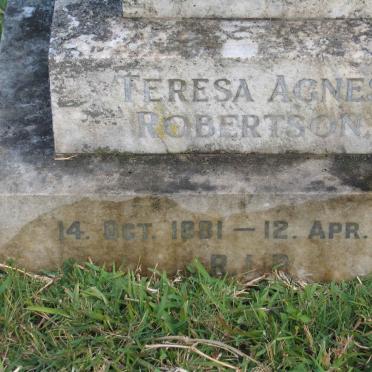 TERESA AGNES
ROBERTSON.
14. OCT. 1881 — 12. APR.
R.I.P.